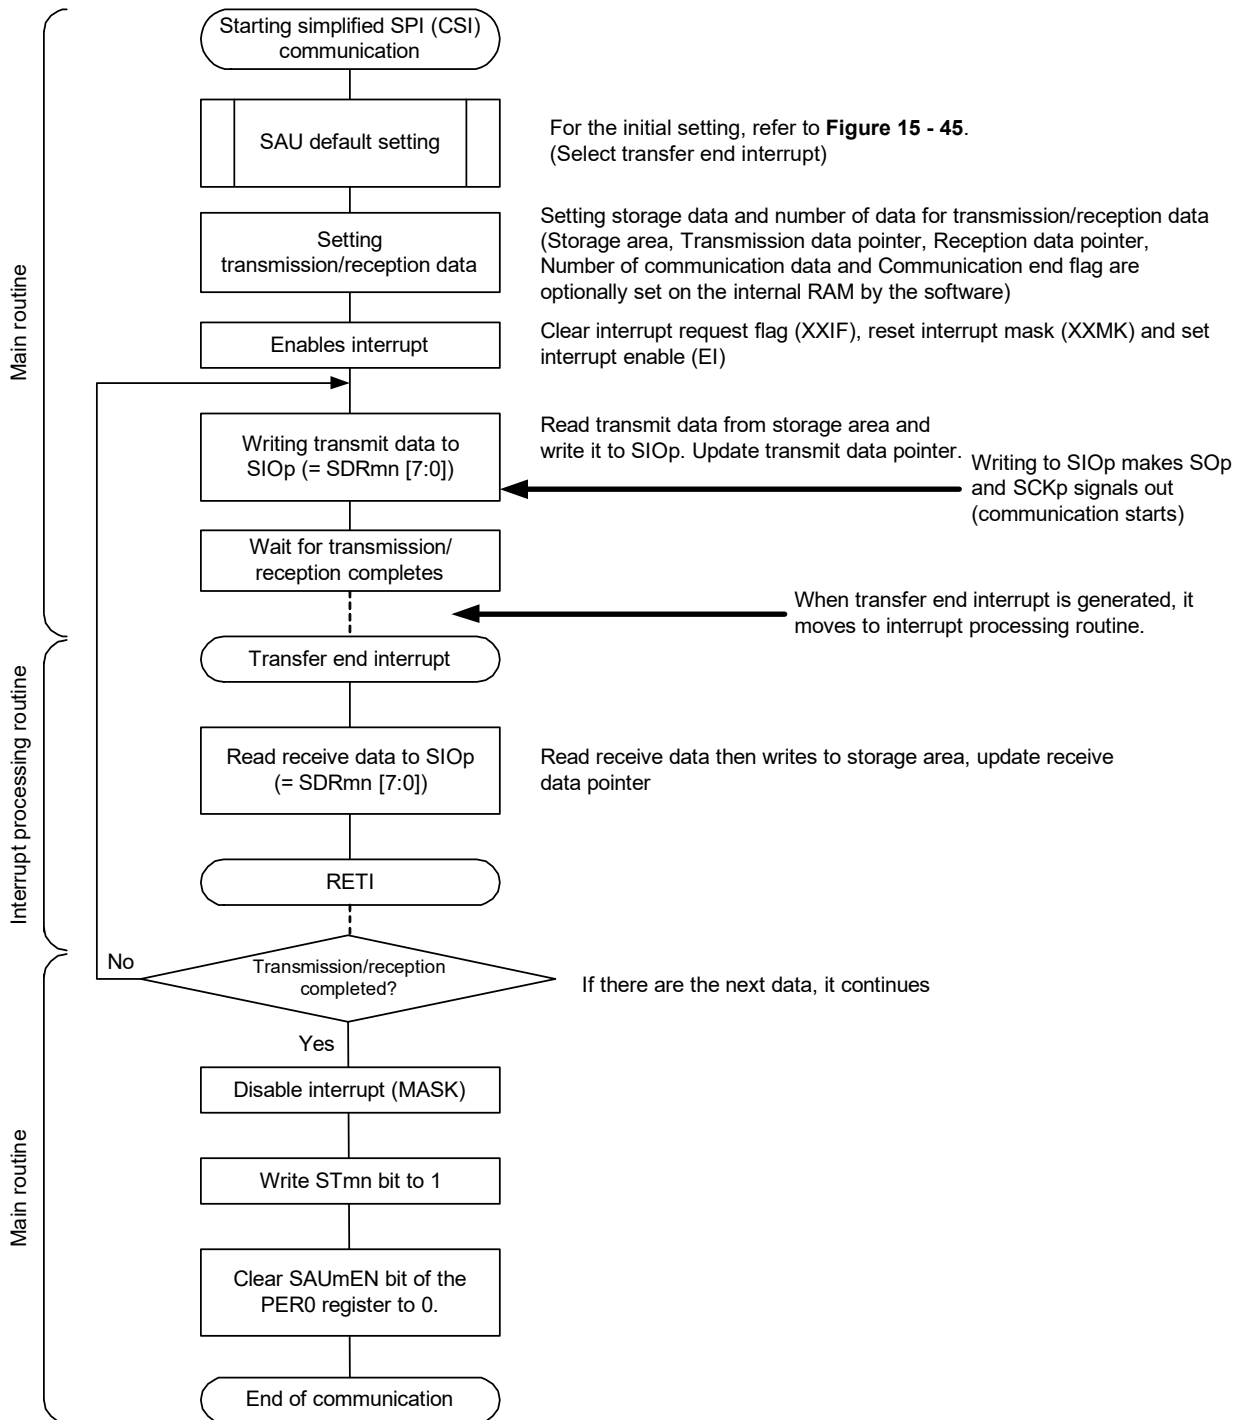 Starting simplified SPI (CSI)
communication
SAU default setting
For the initial setting, refer to Figure 15 - 45.
(Select transfer end interrupt)
Setting
transmission/reception data
Setting storage data and number of data for transmission/reception data
(Storage area, Transmission data pointer, Reception data pointer,
Number of communication data and Communication end flag are
optionally set on the internal RAM by the software)
Main routine
Enables interrupt
Clear interrupt request flag (XXIF), reset interrupt mask (XXMK) and set
interrupt enable (EI)
Writing transmit data to
SIOp (= SDRmn [7:0])
Read transmit data from storage area and
write it to SIOp. Update transmit data pointer.
Writing to SIOp makes SOp
and SCKp signals out
(communication starts)
Wait for transmission/
reception completes
When transfer end interrupt is generated, it
moves to interrupt processing routine.
Transfer end interrupt
Interrupt processing routine
Read receive data to SIOp
(= SDRmn [7:0])
Read receive data then writes to storage area, update receive
data pointer
RETI
No
Transmission/reception
completed?
If there are the next data, it continues
Yes
Disable interrupt (MASK)
Main routine
Write STmn bit to 1
Clear SAUmEN bit of the
PER0 register to 0.
End of communication